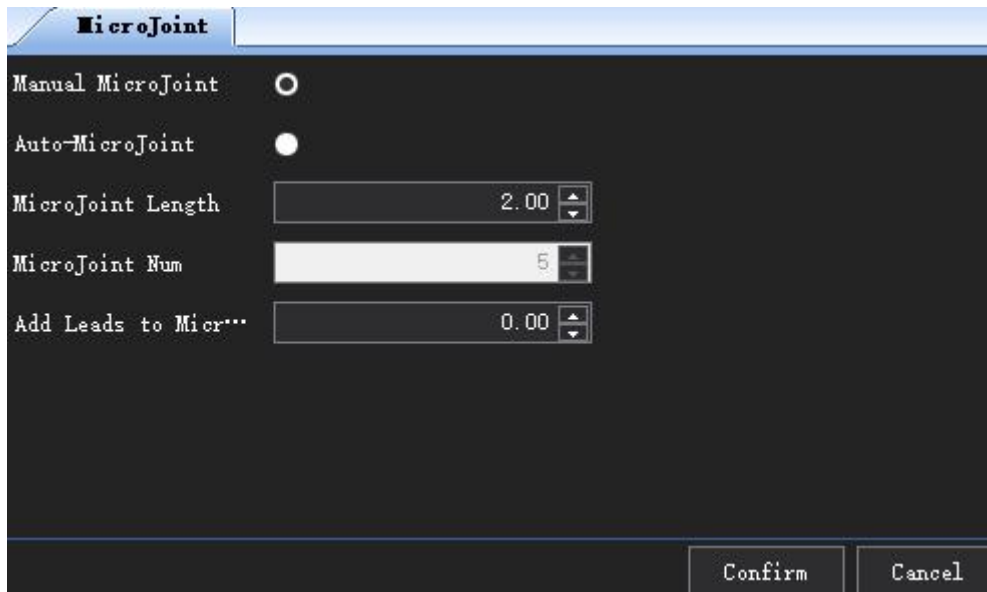 MicroJoint
Manual MicroJoint
Auto-MicroJoint
MicroJoint Length 2.00
MicroJoint Num 5
Add Leads to Micr... 0.00
Confirm Cancel